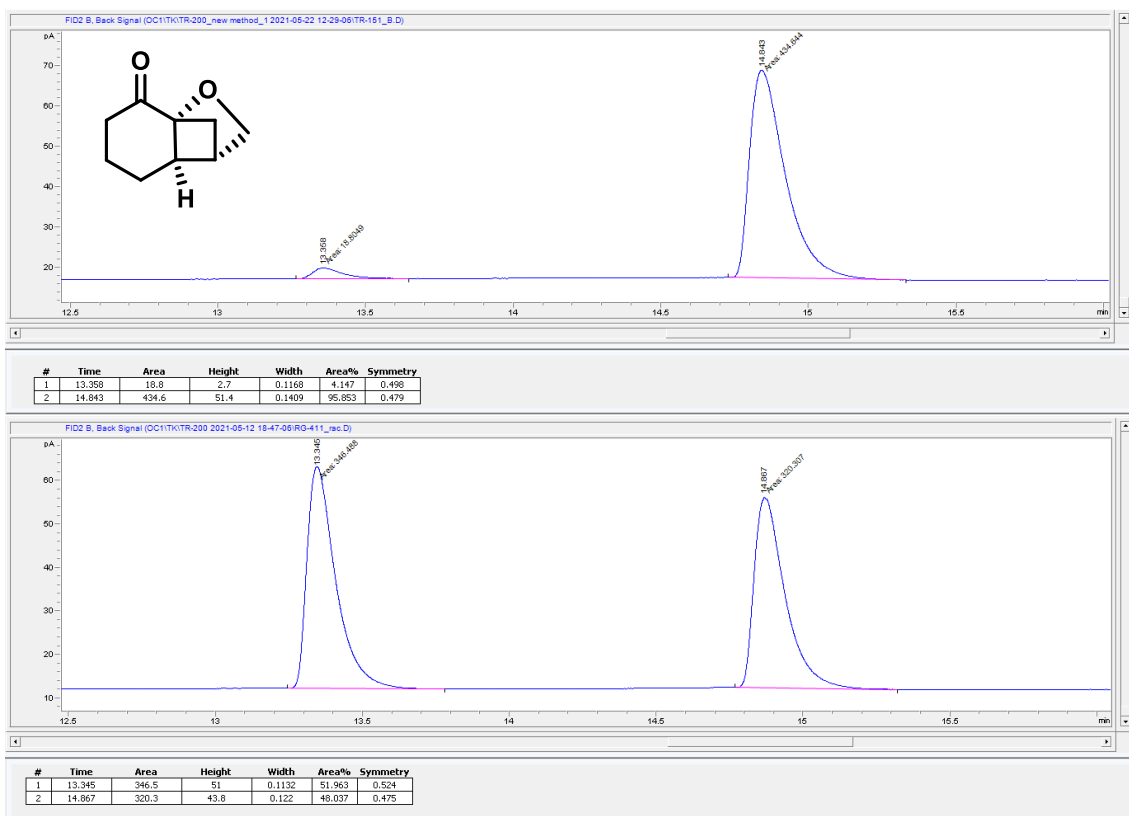 FID2 B, Back Signal (OC1\TK\TR-200_new method_1 2021-05-22 12-29-06\TR-151_B.D)
pA
70
60
50
40
30
20
O
O
H
13.358
Area: 18.8049
14.843
Area: 434.644
12.5 13 13.5 14 14.5 15 15.5 min
# Time Area Height Width Area% Symmetry
1 13.358 18.8 2.7 0.1168 4.147 0.498
2 14.843 434.6 51.4 0.1409 95.853 0.479
FID2 B, Back Signal (OC1\TK\TR-200 2021-05-12 18-47-06\RG-411_rac.D)
pA
60
50
40
30
20
10
13.345
Area: 346.488
14.867
Area: 320.307
12.5 13 13.5 14 14.5 15 15.5 min
# Time Area Height Width Area% Symmetry
1 13.345 346.5 51 0.1132 51.963 0.524
2 14.867 320.3 43.8 0.122 48.037 0.475